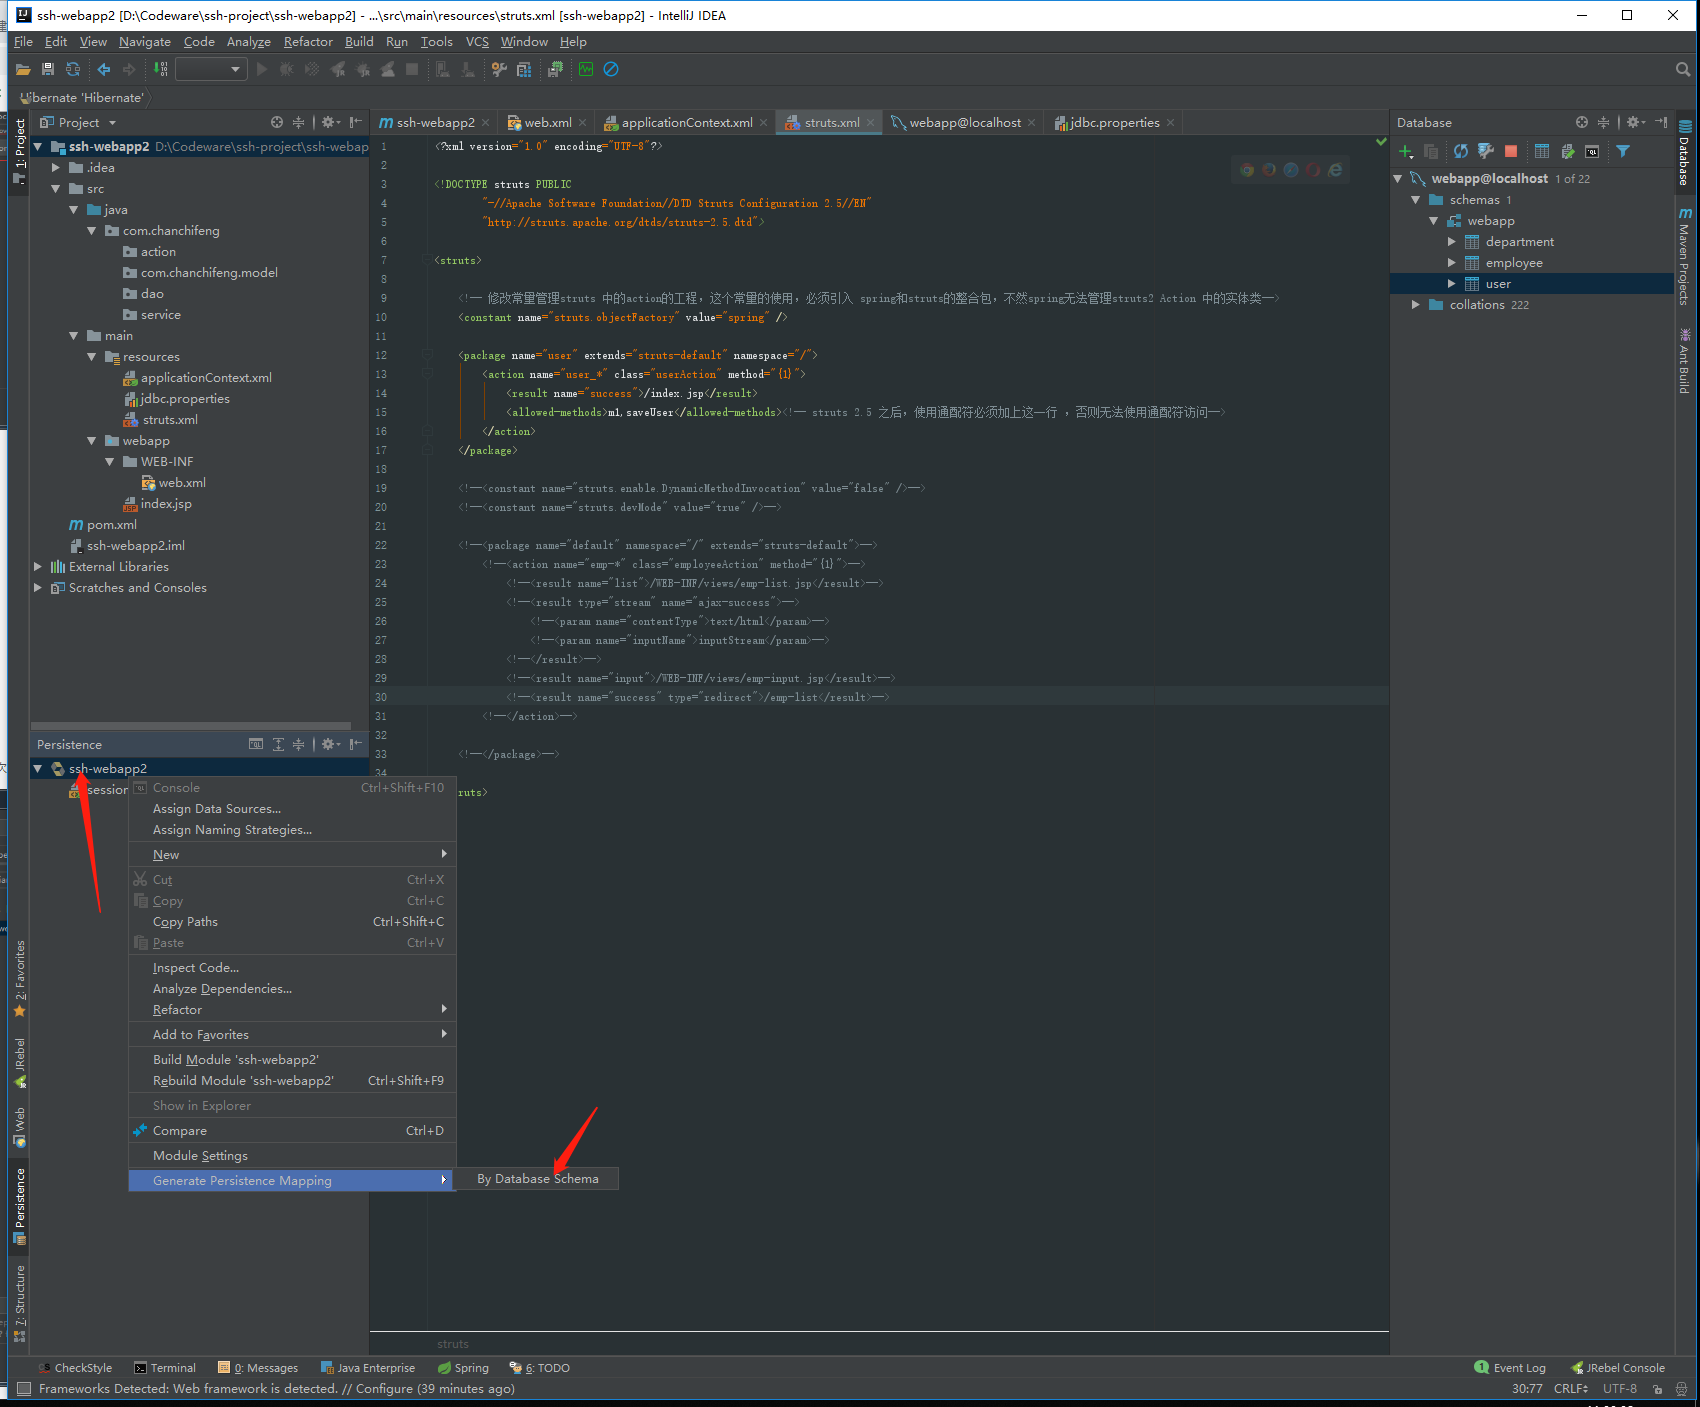 ssh-webapp2 [D:\Codeware\ssh-project\ssh-webapp2] - ...\src\main\resources\struts.xml [ssh-webapp2] - IntelliJ IDEA
File Edit View Navigate Code Analyze Refactor Build Run Tools VCS Window Help
Hibernate 'Hibernate'
1: Project
Project
ssh-webapp2 D:\Codeware\ssh-project\ssh-webap
.idea
src
java
com.chanchifeng
action
com.chanchifeng.model
dao
service
main
resources
applicationContext.xml
jdbc.properties
struts.xml
webapp
WEB-INF
web.xml
index.jsp
pom.xml
ssh-webapp2.iml
External Libraries
Scratches and Consoles
Persistence
ssh-webapp2
session
Console Ctrl+Shift+F10
Assign Data Sources...
Assign Naming Strategies...
New
Cut Ctrl+X
Copy Ctrl+C
Copy Paths Ctrl+Shift+C
Paste Ctrl+V
Inspect Code...
Analyze Dependencies...
Refactor
Add to Favorites
Build Module 'ssh-webapp2'
Rebuild Module 'ssh-webapp2' Ctrl+Shift+F9
Show in Explorer
Compare Ctrl+D
Module Settings
Generate Persistence Mapping
By Database Schema
2: Favorites
JRebel
Web
Persistence
7: Structure
ssh-webapp2 web.xml applicationContext.xml struts.xml webapp@localhost jdbc.properties
1 <?xml version="1.0" encoding="UTF-8"?>
2
3 <!DOCTYPE struts PUBLIC
4 "-//Apache Software Foundation//DTD Struts Configuration 2.5//EN"
5 "http://struts.apache.org/dtds/struts-2.5.dtd">
6
7 <struts>
8
9 <!-- 修改常量管理struts 中的action的工程，这个常量的使用，必须引入 spring和struts的整合包，不然spring无法管理struts2 Action 中的实体类-->
10 <constant name="struts.objectFactory" value="spring" />
11
12 <package name="user" extends="struts-default" namespace="/">
13 <action name="user_*" class="userAction" method="{1}">
14 <result name="success">/index.jsp</result>
15 <allowed-methods>m1,saveUser</allowed-methods><!-- struts 2.5 之后，使用通配符必须加上这一行 ，否则无法使用通配符访问-->
16 </action>
17 </package>
18
19 <!--<constant name="struts.enable.DynamicMethodInvocation" value="false" />-->
20 <!--<constant name="struts.devMode" value="true" />-->
21
22 <!--<package name="default" namespace="/" extends="struts-default">-->
23 <!--<action name="emp-*" class="employeeAction" method="{1}">-->
24 <!--<result name="list">/WEB-INF/views/emp-list.jsp</result>-->
25 <!--<result type="stream" name="ajax-success">-->
26 <!--<param name="contentType">text/html</param>-->
27 <!--<param name="inputName">inputStream</param>-->
28 <!--</result>-->
29 <!--<result name="input">/WEB-INF/views/emp-input.jsp</result>-->
30 <!--<result name="success" type="redirect">/emp-list</result>-->
31 <!--</action>-->
32
33 <!--</package>-->
34
ruts>
struts
Database
webapp@localhost 1 of 22
schemas 1
webapp
department
employee
user
collations 222
Database
Maven Projects
Ant Build
CheckStyle Terminal 0: Messages Java Enterprise Spring 6: TODO 1 Event Log JRebel Console
Frameworks Detected: Web framework is detected. // Configure (39 minutes ago) 30:77 CRLF UTF-8